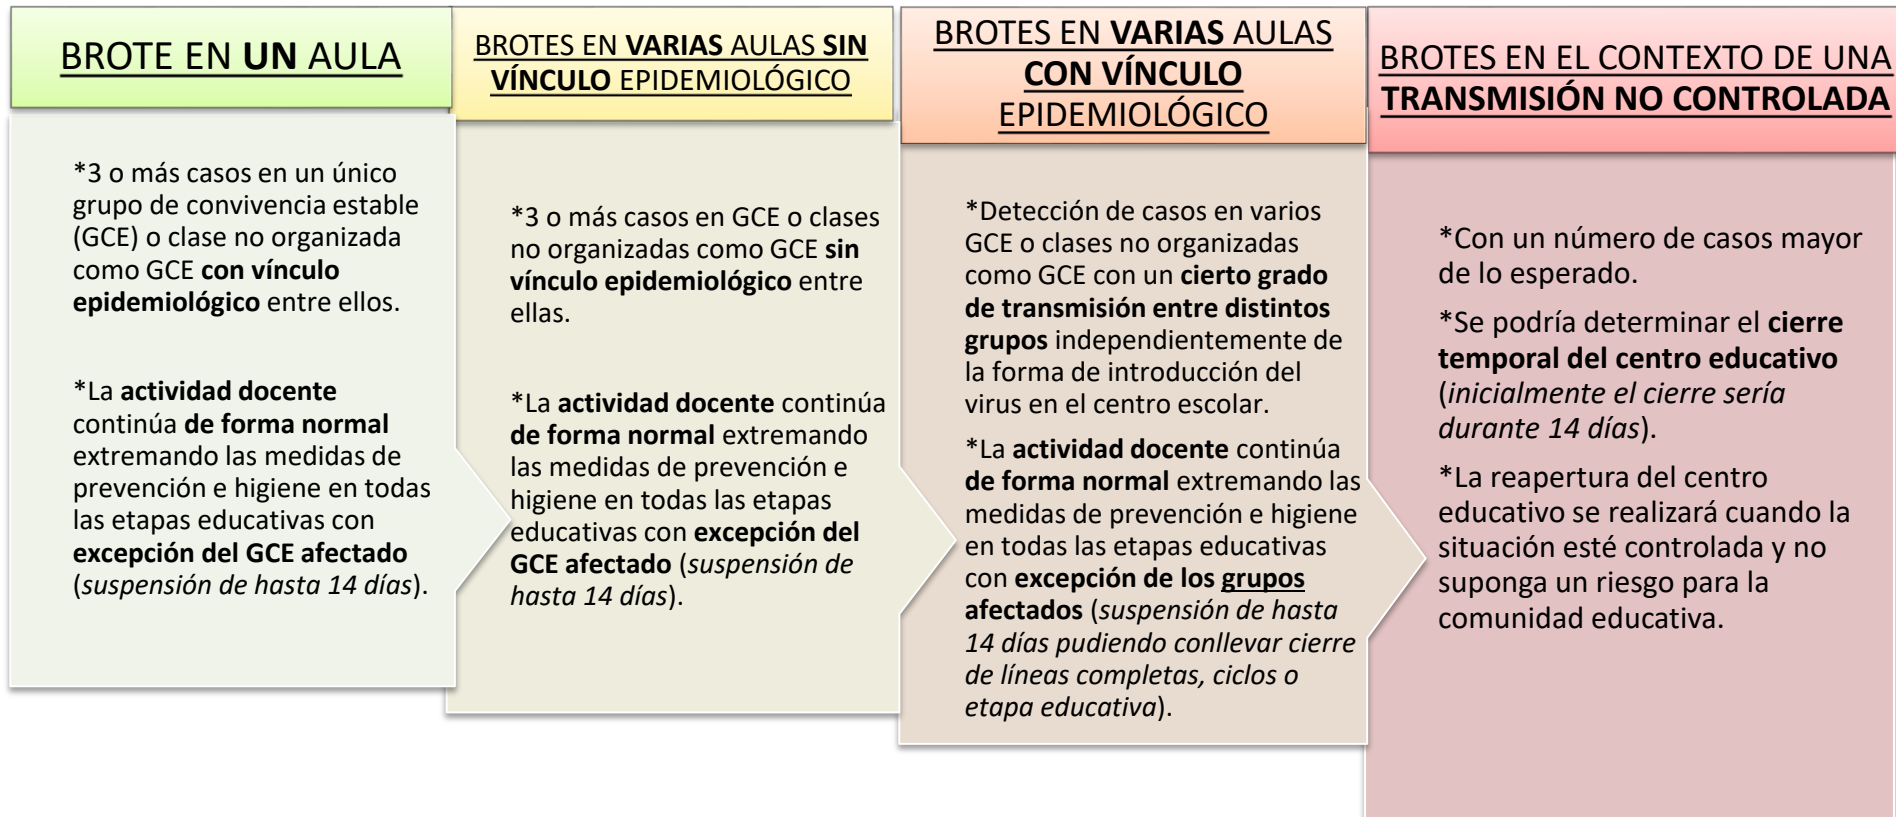 BROTE EN UN AULA
*3 o más casos en un único
grupo de convivencia estable
(GCE) o clase no organizada
como GCE con vínculo
epidemiológico entre ellos.
*La actividad docente
continúa de forma normal
extremando las medidas de
prevención e higiene en todas
las etapas educativas con
excepción del GCE afectado
(suspensión de hasta 14 días).
BROTES EN VARIAS AULAS SIN
VÍNCULO EPIDEMIOLÓGICO
*3 o más casos en GCE o clases
no organizadas como GCE sin
vínculo epidemiológico entre
ellas.
*La actividad docente continúa
de forma normal extremando
las medidas de prevención e
higiene en todas las etapas
educativas con excepción del
GCE afectado (suspensión de
hasta 14 días).
BROTES EN VARIAS AULAS
CON VÍNCULO
EPIDEMIOLÓGICO
*Detección de casos en varios
GCE o clases no organizadas
como GCE con un cierto grado
de transmisión entre distintos
grupos independientemente de
la forma de introducción del
virus en el centro escolar.
*La actividad docente continúa
de forma normal extremando las
medidas de prevención e higiene
en todas las etapas educativas
con excepción de los grupos
afectados (suspensión de hasta
14 días pudiendo conllevar cierre
de líneas completas, ciclos o
etapa educativa).
BROTES EN EL CONTEXTO DE UNA
TRANSMISIÓN NO CONTROLADA
*Con un número de casos mayor
de lo esperado.
*Se podría determinar el cierre
temporal del centro educativo
(inicialmente el cierre sería
durante 14 días).
*La reapertura del centro
educativo se realizará cuando la
situación esté controlada y no
suponga un riesgo para la
comunidad educativa.